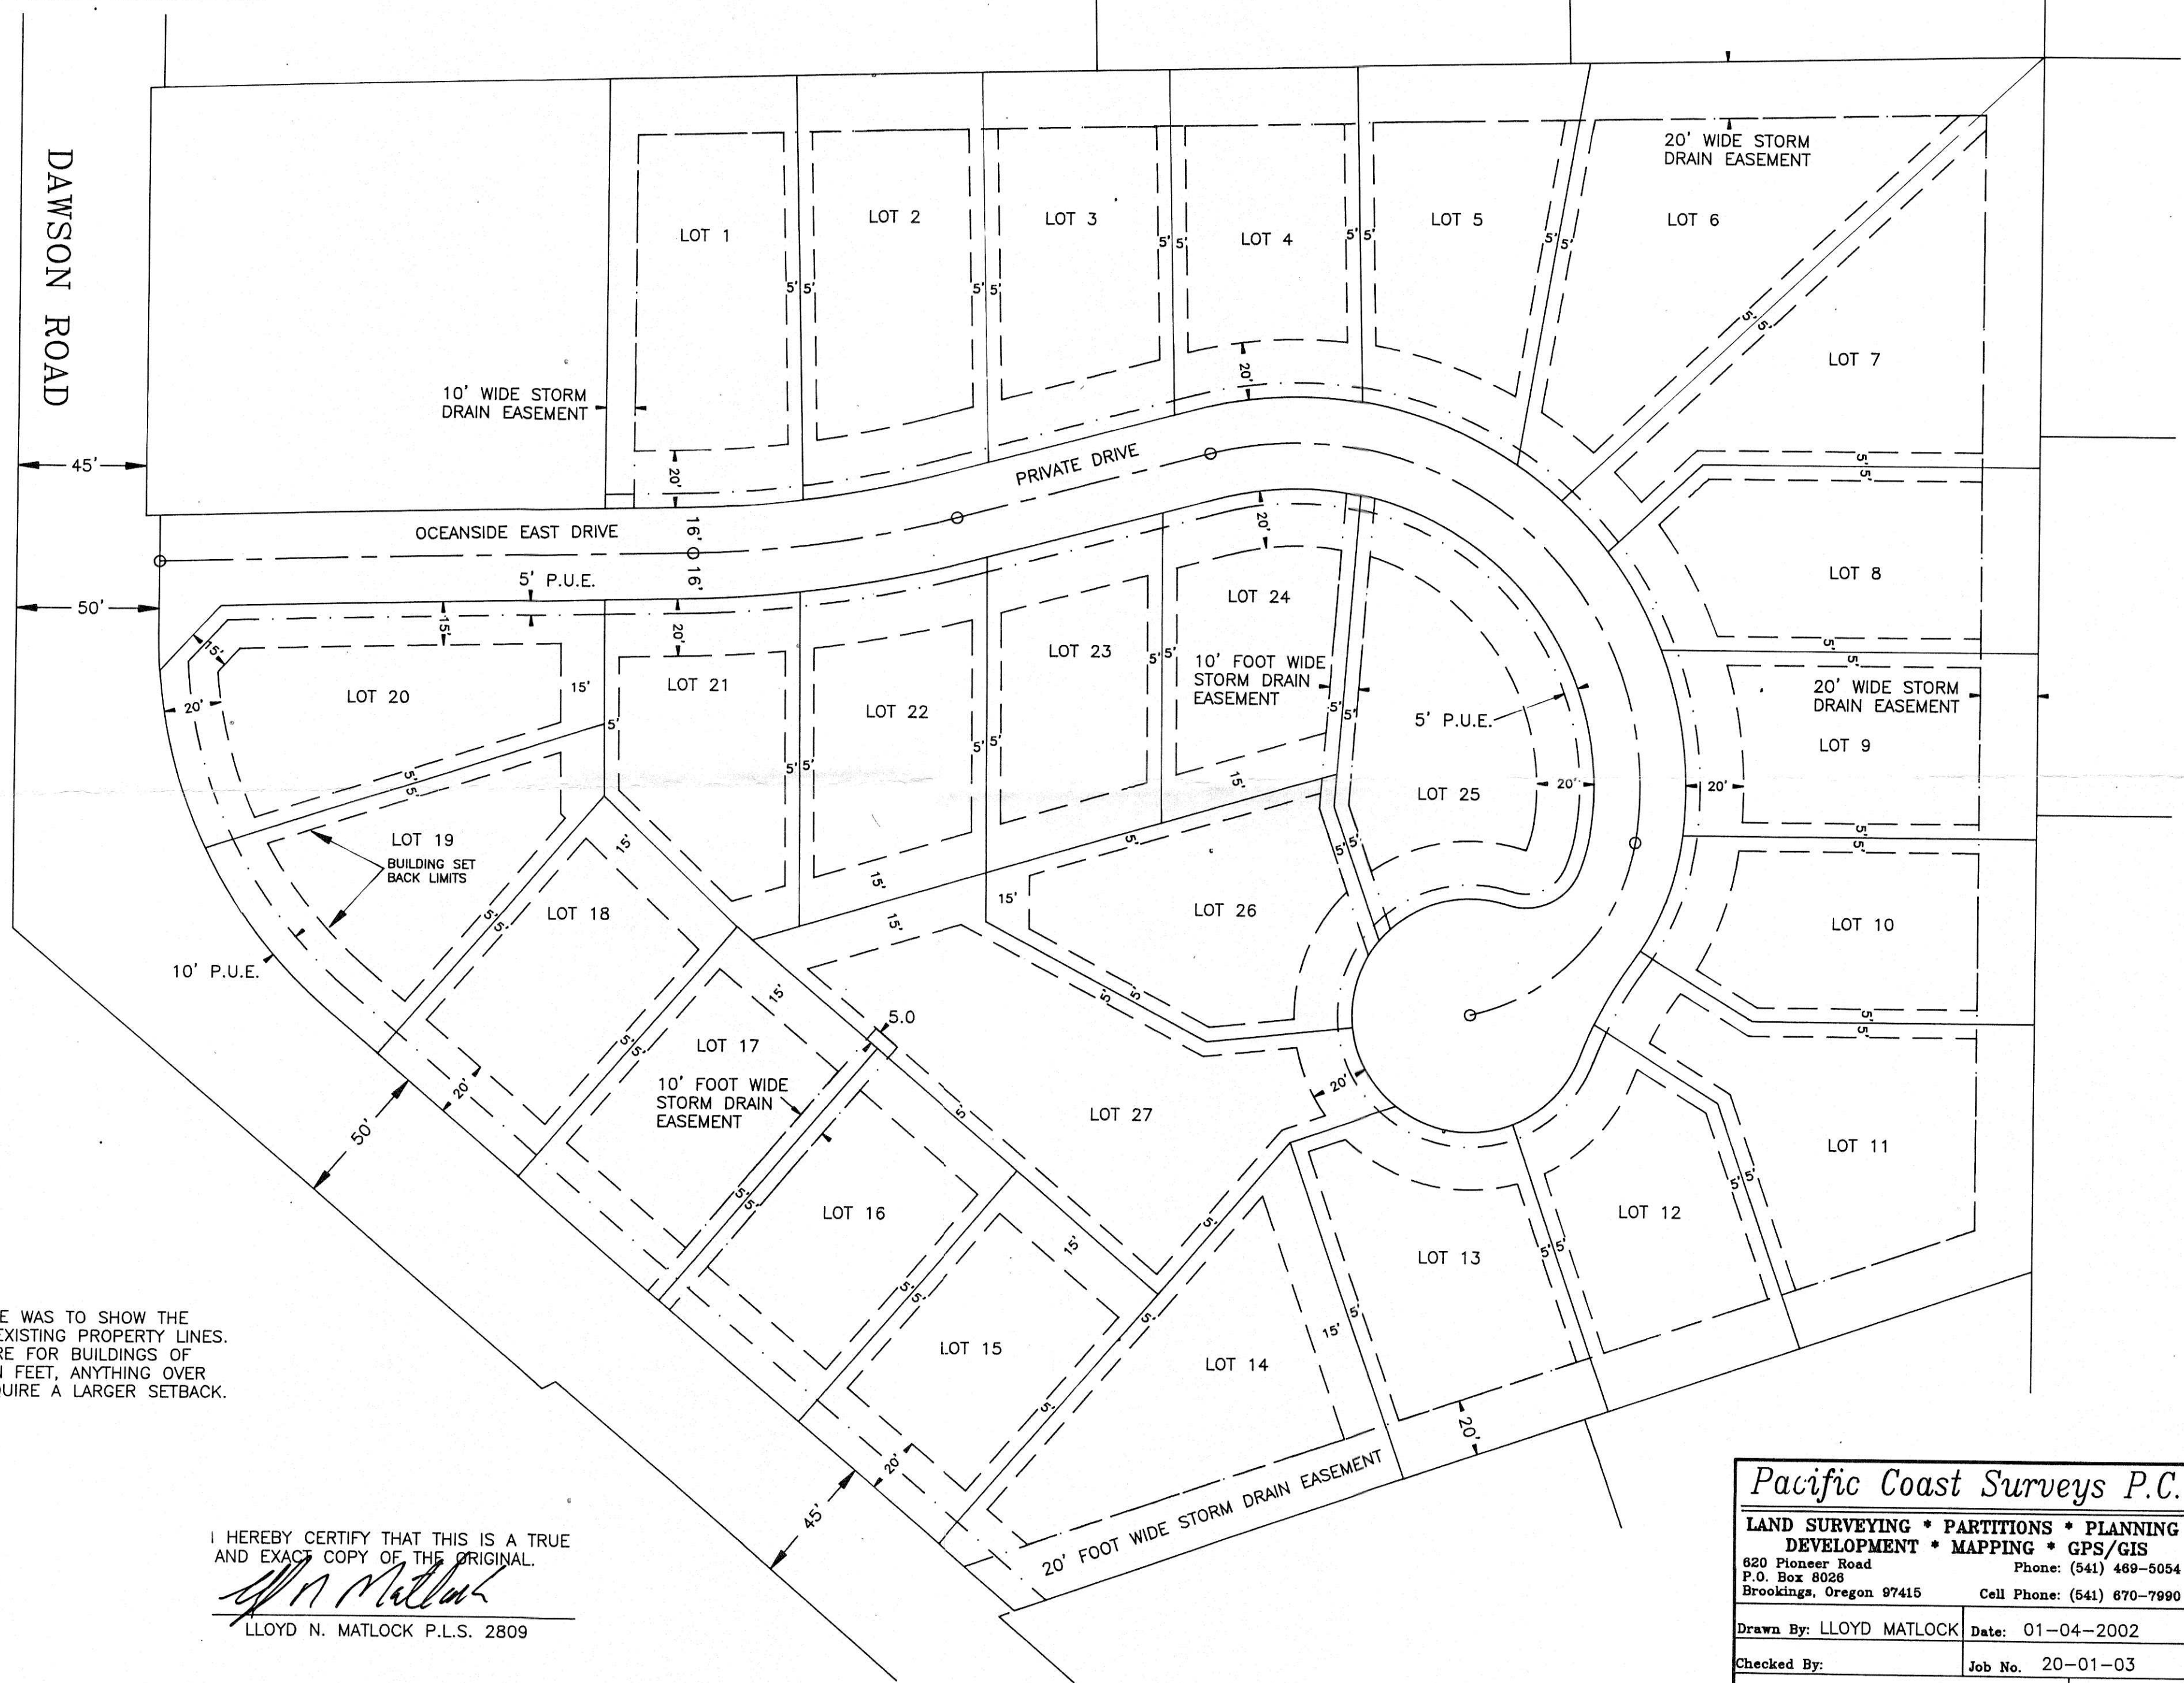 DAWSON ROAD
45'
50'
LOT 1
LOT 2
LOT 3
LOT 4
LOT 5
LOT 6
LOT 7
LOT 8
LOT 9
LOT 10
LOT 11
LOT 12
LOT 13
LOT 14
LOT 15
LOT 16
LOT 17
LOT 18
LOT 19
LOT 20
LOT 21
LOT 22
LOT 23
LOT 24
LOT 25
LOT 26
LOT 27
20' WIDE STORM
DRAIN EASEMENT
10' WIDE STORM
DRAIN EASEMENT
PRIVATE DRIVE
OCEANSIDE EAST DRIVE
16'
16'
5' P.U.E.
20'
15'
5'
10' FOOT WIDE
STORM DRAIN
EASEMENT
5' P.U.E.
20' WIDE STORM
DRAIN EASEMENT
BUILDING SET
BACK LIMITS
10' P.U.E.
5.0
10' FOOT WIDE
STORM DRAIN
EASEMENT
50'
45'
20' FOOT WIDE STORM DRAIN EASEMENT
20'
E WAS TO SHOW THE
EXISTING PROPERTY LINES.
RE FOR BUILDINGS OF
N FEET, ANYTHING OVER
QUIRE A LARGER SETBACK.
I HEREBY CERTIFY THAT THIS IS A TRUE
AND EXACT COPY OF THE ORIGINAL.
LLOYD N. MATLOCK P.L.S. 2809
Pacific Coast Surveys P.C.
LAND SURVEYING * PARTITIONS * PLANNING
DEVELOPMENT * MAPPING * GPS/GIS
620 Pioneer Road
P.O. Box 8026
Brookings, Oregon 97415
Phone: (541) 469-5054
Cell Phone: (541) 670-7990
Drawn By: LLOYD MATLOCK
Date: 01-04-2002
Checked By:
Job No. 20-01-03